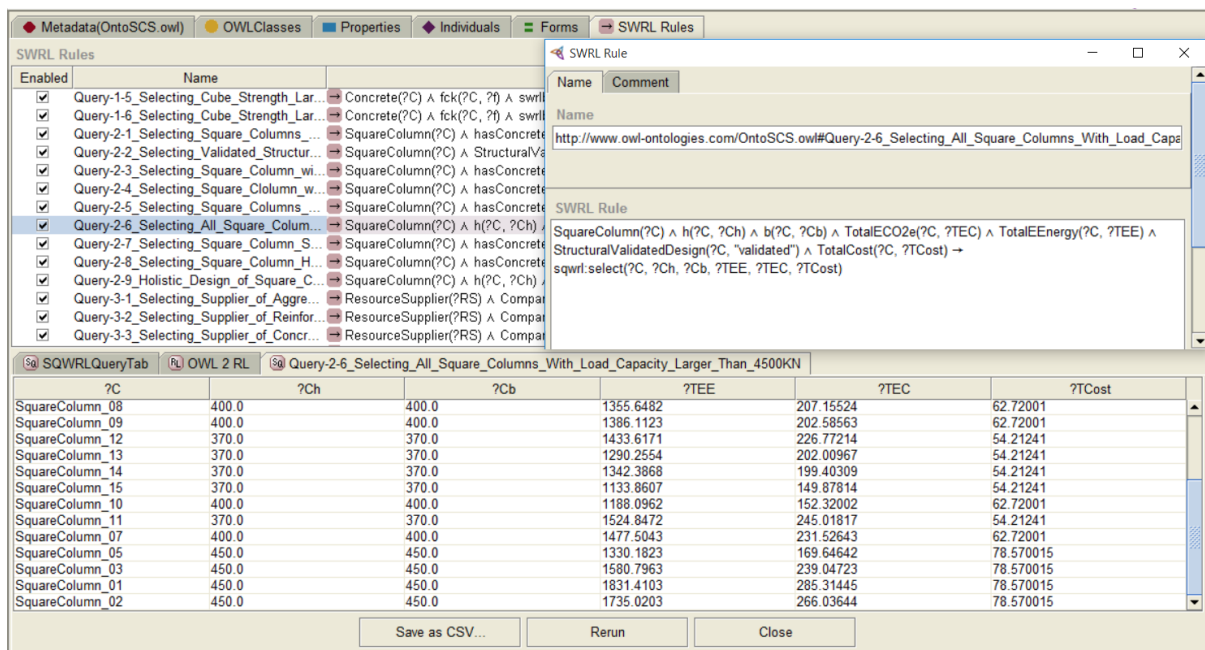 Metadata(OntoSCS.owl) OWLClasses Properties Individuals Forms SWRL Rules
SWRL Rules
Enabled Name
Query-1-5_Selecting_Cube_Strength_Lar... Concrete(?C) ∧ fck(?C, ?f) ∧ swrlb
Query-1-6_Selecting_Cube_Strength_Lar... Concrete(?C) ∧ fck(?C, ?f) ∧ swrlb
Query-2-1_Selecting_Square_Columns_... SquareColumn(?C) ∧ hasConcrete
Query-2-2_Selecting_Validated_Structur... SquareColumn(?C) ∧ StructuralVa
Query-2-3_Selecting_Square_Column_wi... SquareColumn(?C) ∧ hasConcrete
Query-2-4_Selecting_Square_Clolumn_w... SquareColumn(?C) ∧ hasConcrete
Query-2-5_Selecting_Square_Columns_... SquareColumn(?C) ∧ hasConcrete
Query-2-6_Selecting_All_Square_Colum... SquareColumn(?C) ∧ h(?C, ?Ch) ∧
Query-2-7_Selecting_Square_Column_S... SquareColumn(?C) ∧ hasConcrete
Query-2-8_Selecting_Square_Column_H... SquareColumn(?C) ∧ hasConcrete
Query-2-9_Holistic_Design_of_Square_C... SquareColumn(?C) ∧ h(?C, ?Ch) ∧
Query-3-1_Selecting_Supplier_of_Aggre... ResourceSupplier(?RS) ∧ Compar
Query-3-2_Selecting_Supplier_of_Reinfor... ResourceSupplier(?RS) ∧ Compar
Query-3-3_Selecting_Supplier_of_Concr... ResourceSupplier(?RS) ∧ Compar
SWRL Rule
Name Comment
Name
http://www.owl-ontologies.com/OntoSCS.owl#Query-2-6_Selecting_All_Square_Columns_With_Load_Capa
SWRL Rule
SquareColumn(?C) ∧ h(?C, ?Ch) ∧ b(?C, ?Cb) ∧ TotalECO2e(?C, ?TEC) ∧ TotalEEnergy(?C, ?TEE) ∧
StructuralValidatedDesign(?C, "validated") ∧ TotalCost(?C, ?TCost) →
sqwrl:select(?C, ?Ch, ?Cb, ?TEE, ?TEC, ?TCost)
SQWRLQueryTab OWL 2 RL Query-2-6_Selecting_All_Square_Columns_With_Load_Capacity_Larger_Than_4500KN
?C ?Ch ?Cb ?TEE ?TEC ?TCost
SquareColumn_08 400.0 400.0 1355.6482 207.15524 62.72001
SquareColumn_09 400.0 400.0 1386.1123 202.58563 62.72001
SquareColumn_12 370.0 370.0 1433.6171 226.77214 54.21241
SquareColumn_13 370.0 370.0 1290.2554 202.00967 54.21241
SquareColumn_14 370.0 370.0 1342.3868 199.40309 54.21241
SquareColumn_15 370.0 370.0 1133.8607 149.87814 54.21241
SquareColumn_10 400.0 400.0 1188.0962 152.32002 62.72001
SquareColumn_11 370.0 370.0 1524.8472 245.01817 54.21241
SquareColumn_07 400.0 400.0 1477.5043 231.52643 62.72001
SquareColumn_05 450.0 450.0 1330.1823 169.64642 78.570015
SquareColumn_03 450.0 450.0 1580.7963 239.04723 78.570015
SquareColumn_01 450.0 450.0 1831.4103 285.31445 78.570015
SquareColumn_02 450.0 450.0 1735.0203 266.03644 78.570015
Save as CSV... Rerun Close